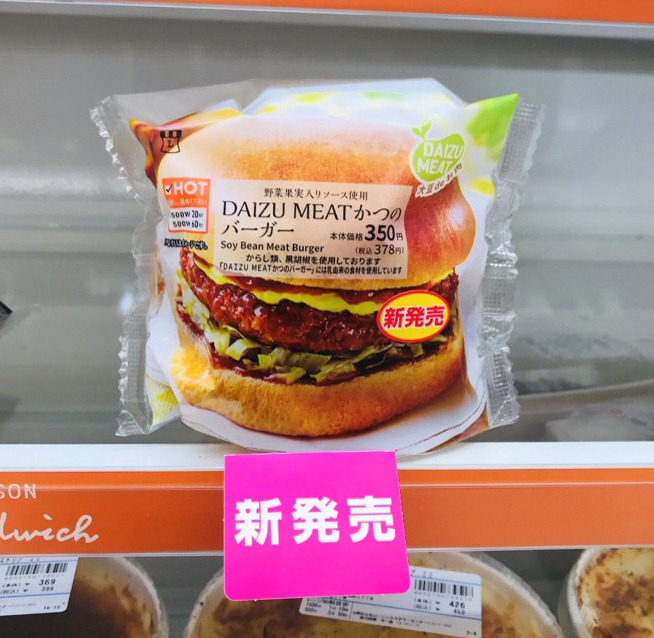 DAIZU
MEAT
HOT
500W 20秒
野菜果実入りソース使用
DAIZU MEATかつの
バーガー
本体価格 350円
(税込 378円)
Soy Bean Meat Burger
からし類、黒胡椒を使用しております
「DAIZU MEATかつのバーガー」には乳由来の食材を使用しています
新発売
SON
dwich
新発売
369
399
426
460